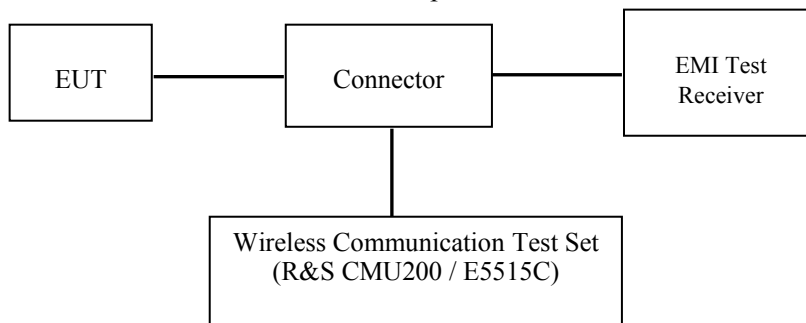 EUT
Connector
EMI Test
Receiver
Wireless Communication Test Set
(R&S CMU200 / E5515C)